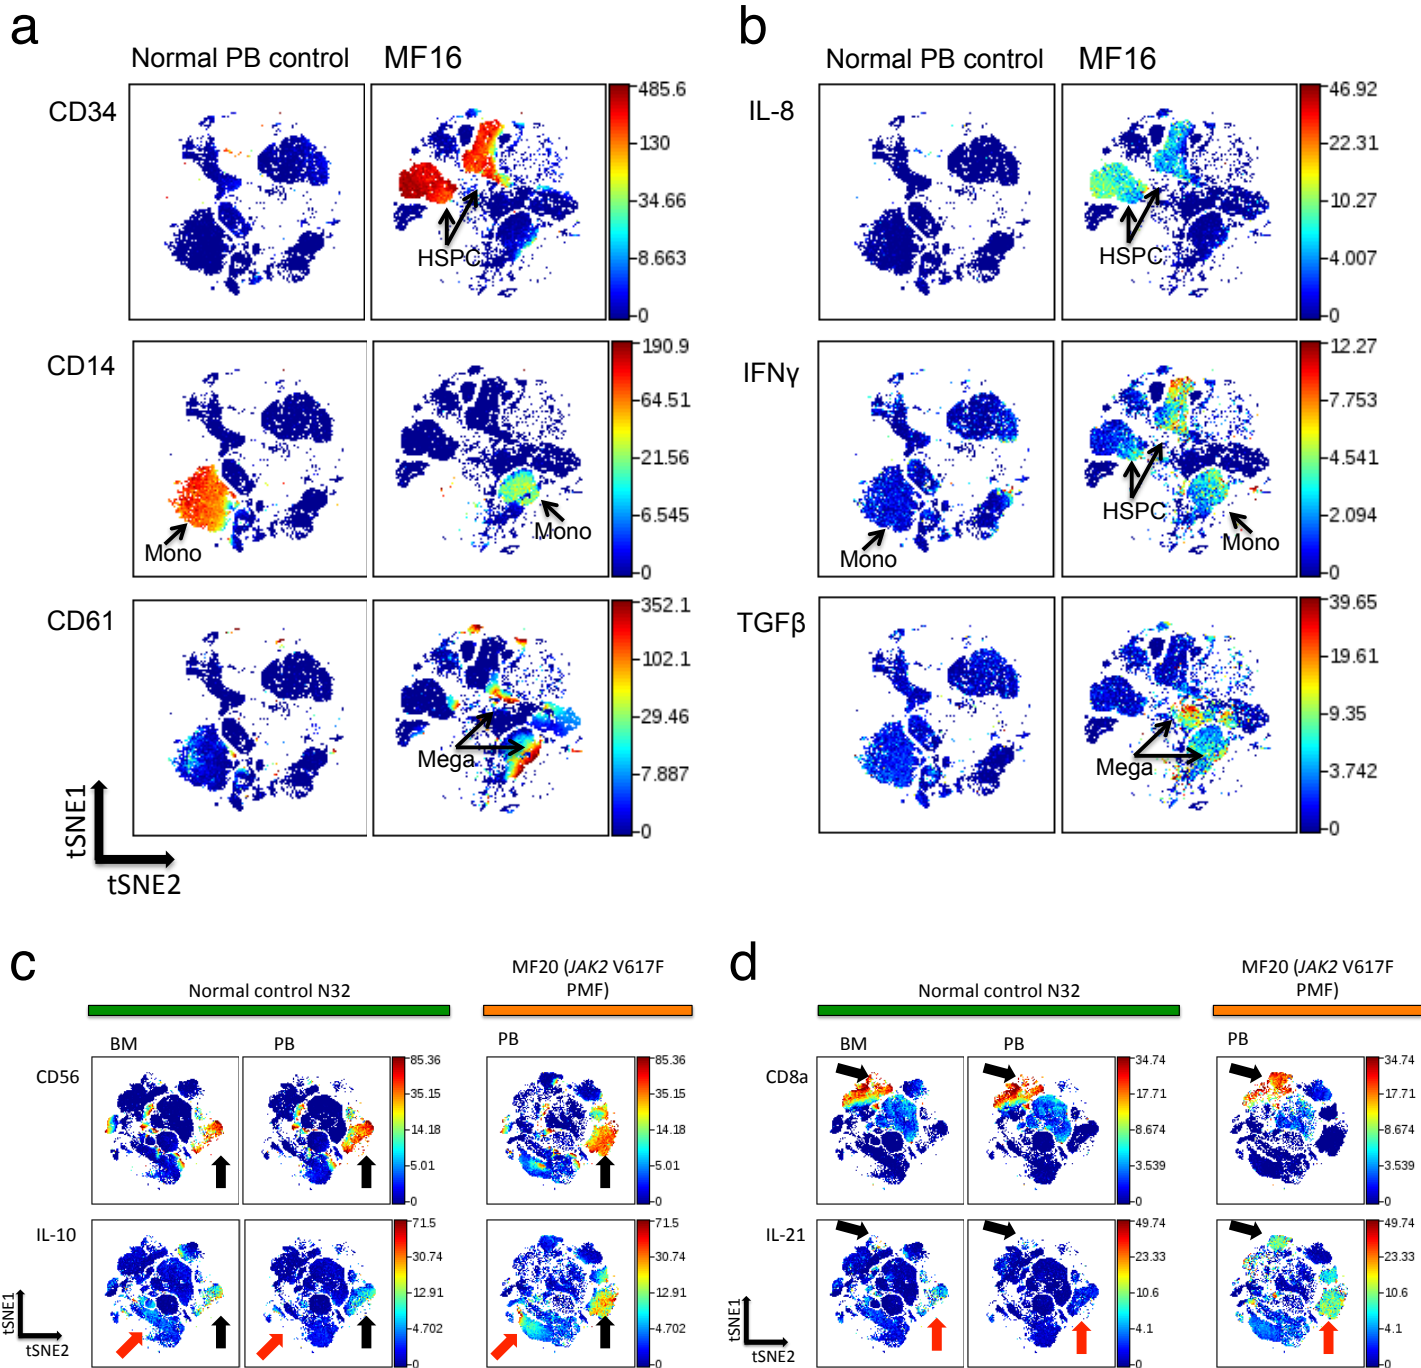 a
Normal PB control MF16
CD34
485.6
130
34.66
8.663
0
HSPC
CD14
190.9
64.51
21.56
6.545
0
Mono
Mono
CD61
352.1
102.1
29.46
7.887
0
Mega
tSNE1
tSNE2
b
Normal PB control MF16
IL-8
46.92
22.31
10.27
4.007
0
HSPC
IFNγ
12.27
7.753
4.541
2.094
0
HSPC
Mono
Mono
TGFβ
39.65
19.61
9.35
3.742
0
Mega
c
Normal control N32
MF20 (JAK2 V617F
PMF)
BM
PB
PB
CD56
85.36
35.15
14.18
5.01
0
85.36
35.15
14.18
5.01
0
IL-10
71.5
30.74
12.91
4.702
0
71.5
30.74
12.91
4.702
0
tSNE1
tSNE2
d
Normal control N32
MF20 (JAK2 V617F
PMF)
BM
PB
PB
CD8a
34.74
17.71
8.674
3.539
0
34.74
17.71
8.674
3.539
0
IL-21
49.74
23.33
10.6
4.1
0
49.74
23.33
10.6
4.1
0
tSNE1
tSNE2